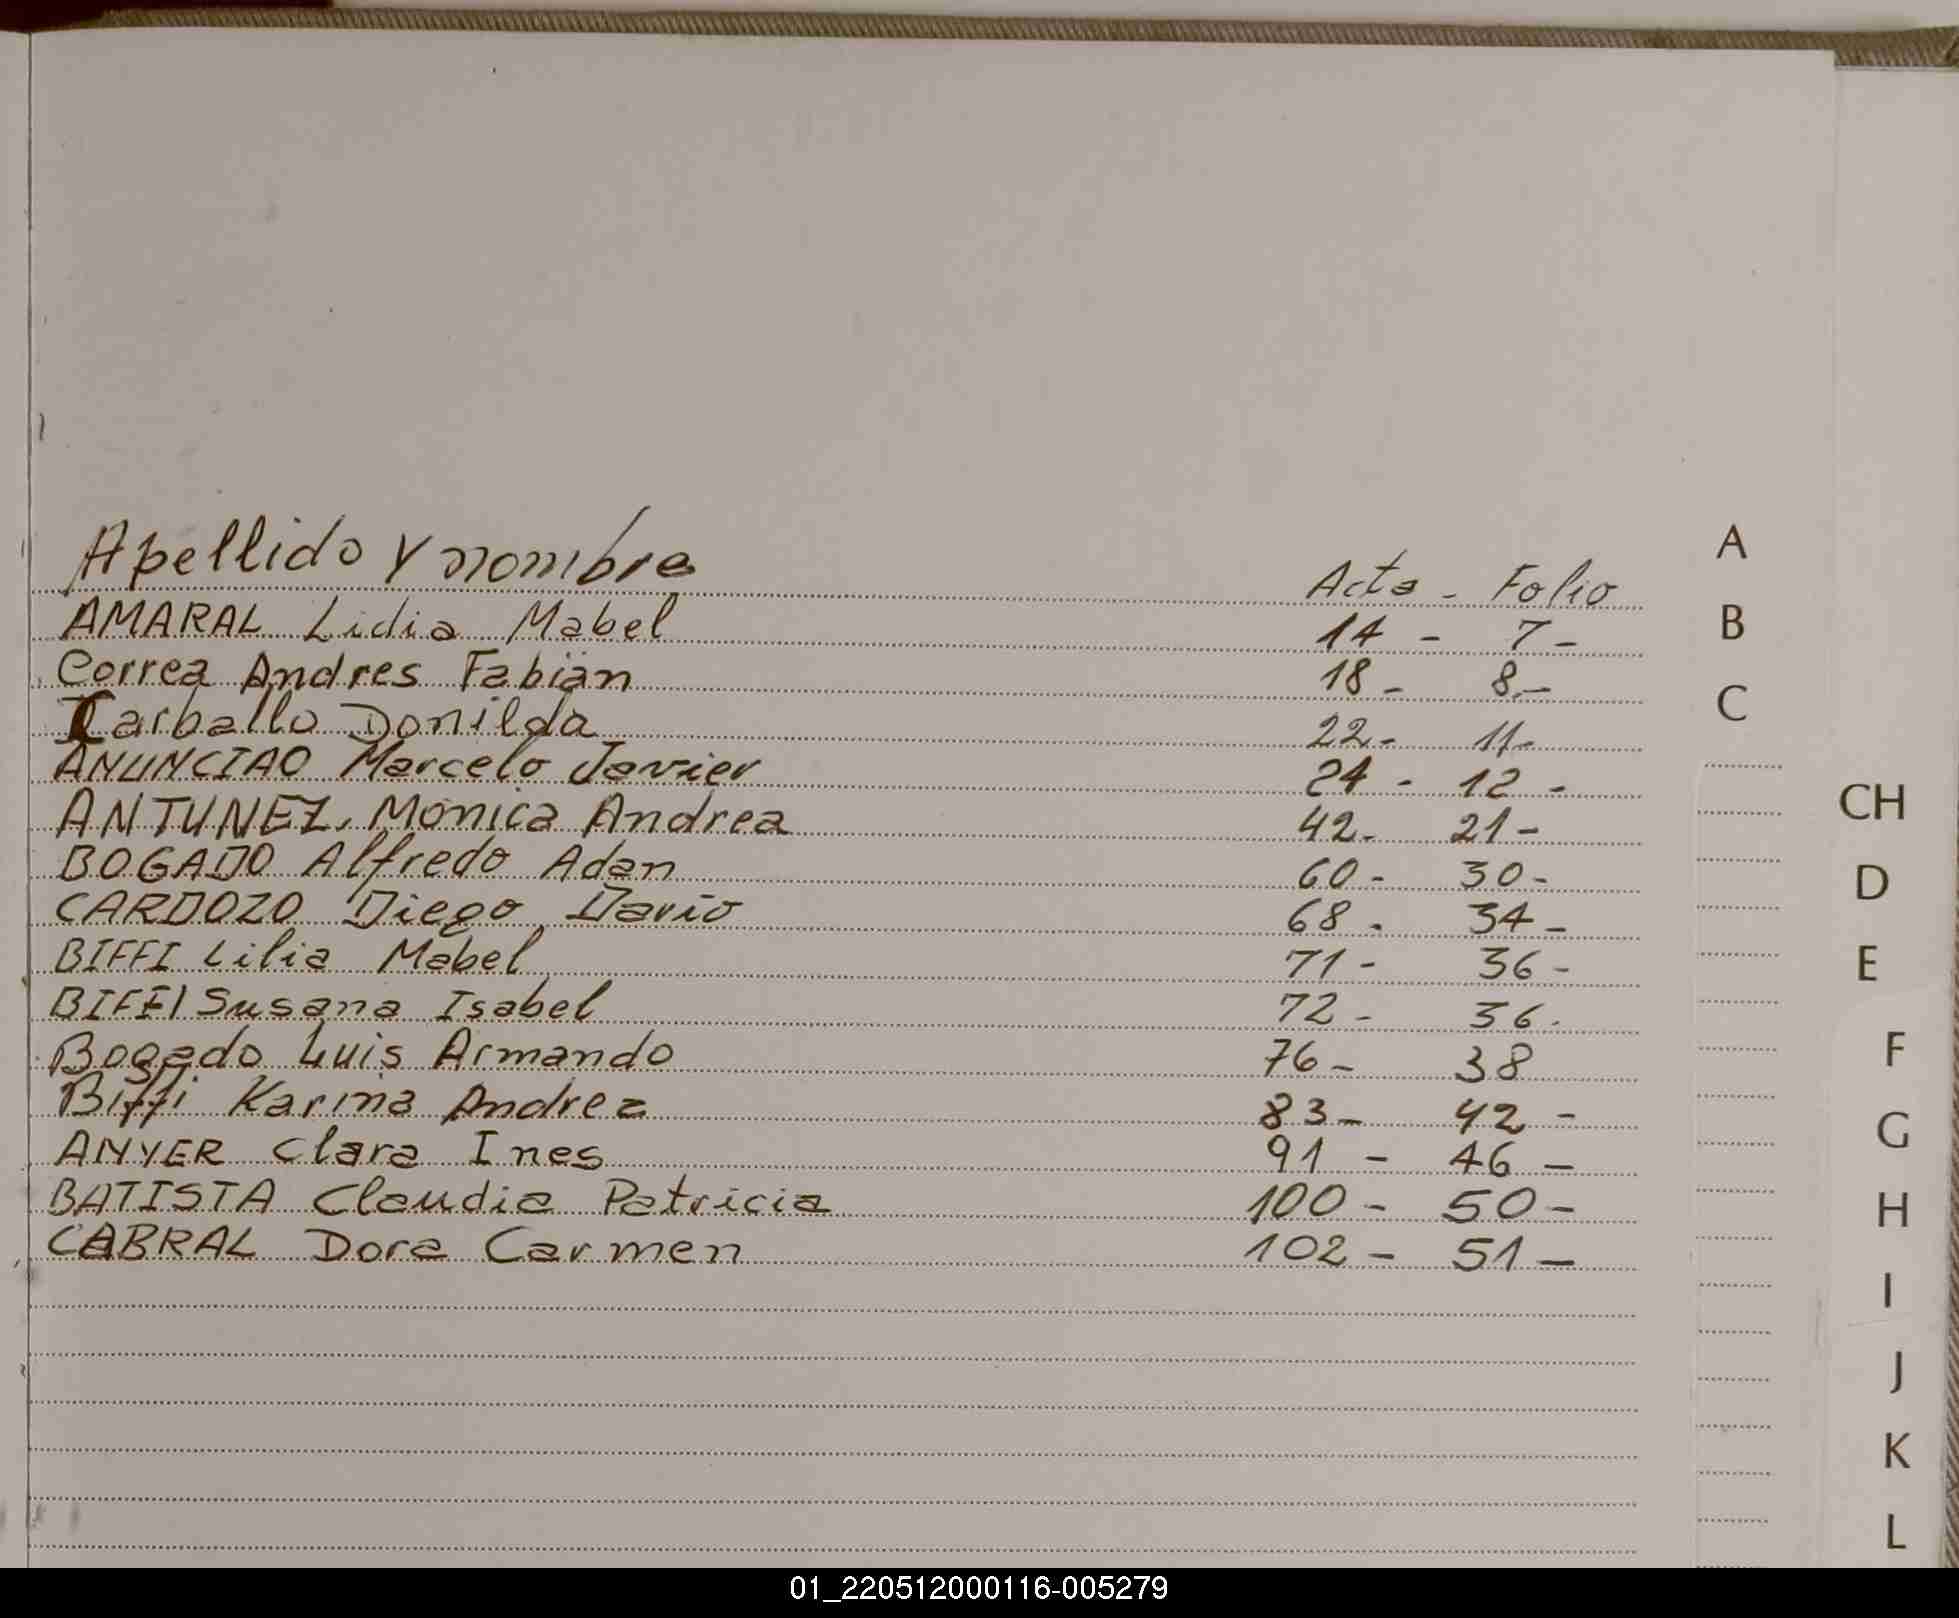 Apellido y nombre Acta - Folio
AMARAL Lidia Mabel 14 - 7 -
Correa Andres Fabián 18 - 8 -
Carballo Donilda 22 - 11 -
ANUNCIAO Marcelo Javier 24 - 12 -
ANTUNEZ, Mónica Andrea 42 - 21 -
BOGADO Alfredo Adan 60 - 30 -
CARDOZO Diego Dario 68 - 34 -
BIFFI Lilia Mabel 71 - 36 -
BIFFI Susana Isabel 72 - 36 -
Bogado Luis Armando 76 - 38
Biffi Karina Andrea 83 - 42 -
ANYER Clara Ines 91 - 46 -
BATISTA Claudia Patricia 100 - 50 -
CABRAL Dora Carmen 102 - 51 -
A
B
C
CH
D
E
F
G
H
I
J
K
L
01_220512000116-005279